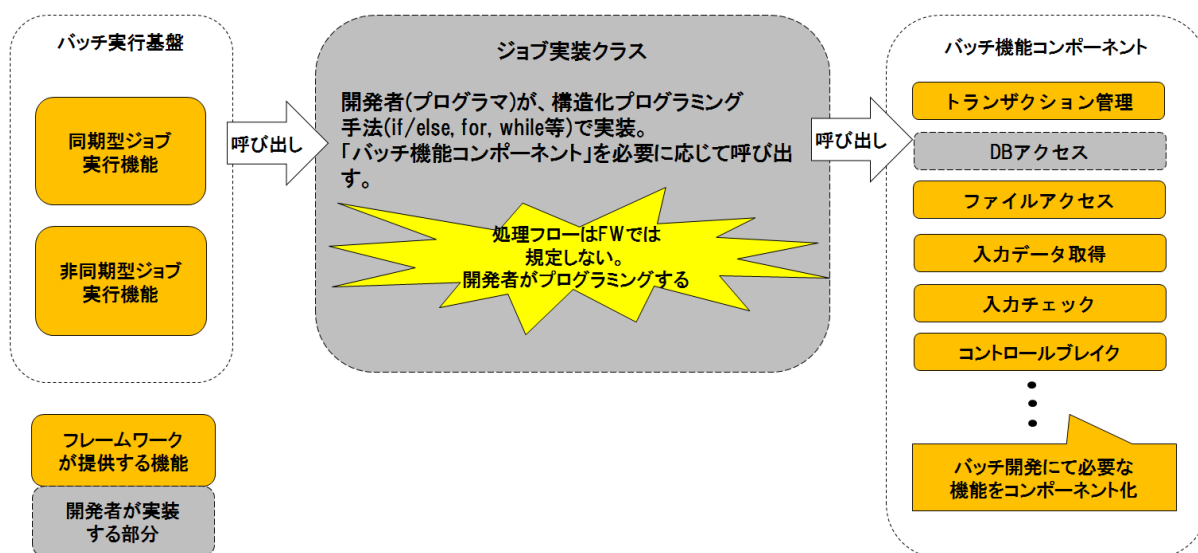 バッチ実行基盤
同期型ジョブ
実行機能
非同期型ジョブ
実行機能
フレームワーク
が提供する機能
開発者が実装
する部分
呼び出し
ジョブ実装クラス
開発者(プログラマ)が、構造化プログラミング
手法(if/else, for, while等)で実装。
「バッチ機能コンポーネント」を必要に応じて呼び出
す。
処理フローはFWでは
規定しない。
開発者がプログラミングする
呼び出し
バッチ機能コンポーネント
トランザクション管理
DBアクセス
ファイルアクセス
入力データ取得
入力チェック
コントロールブレイク
バッチ開発にて必要な
機能をコンポーネント化